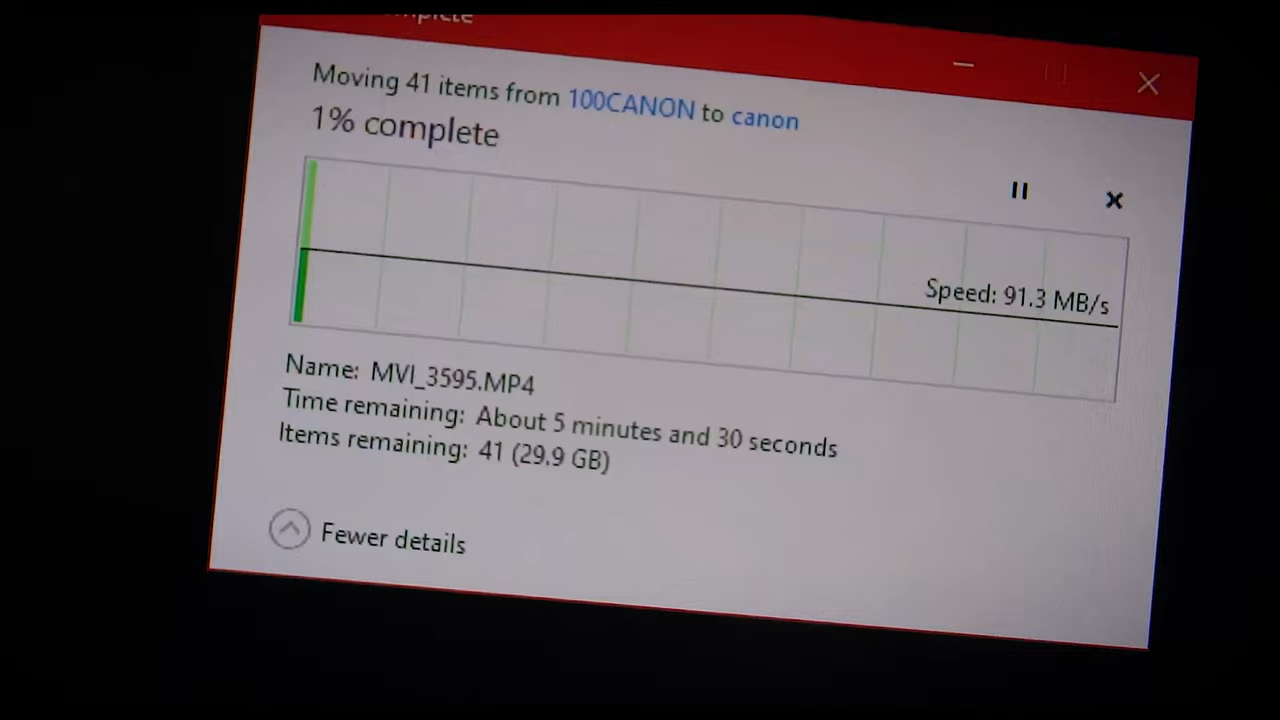 Moving 41 items from 100CANON to canon
1% complete
Speed: 91.3 MB/s
Name: MVI_3595.MP4
Time remaining: About 5 minutes and 30 seconds
Items remaining: 41 (29.9 GB)
Fewer details